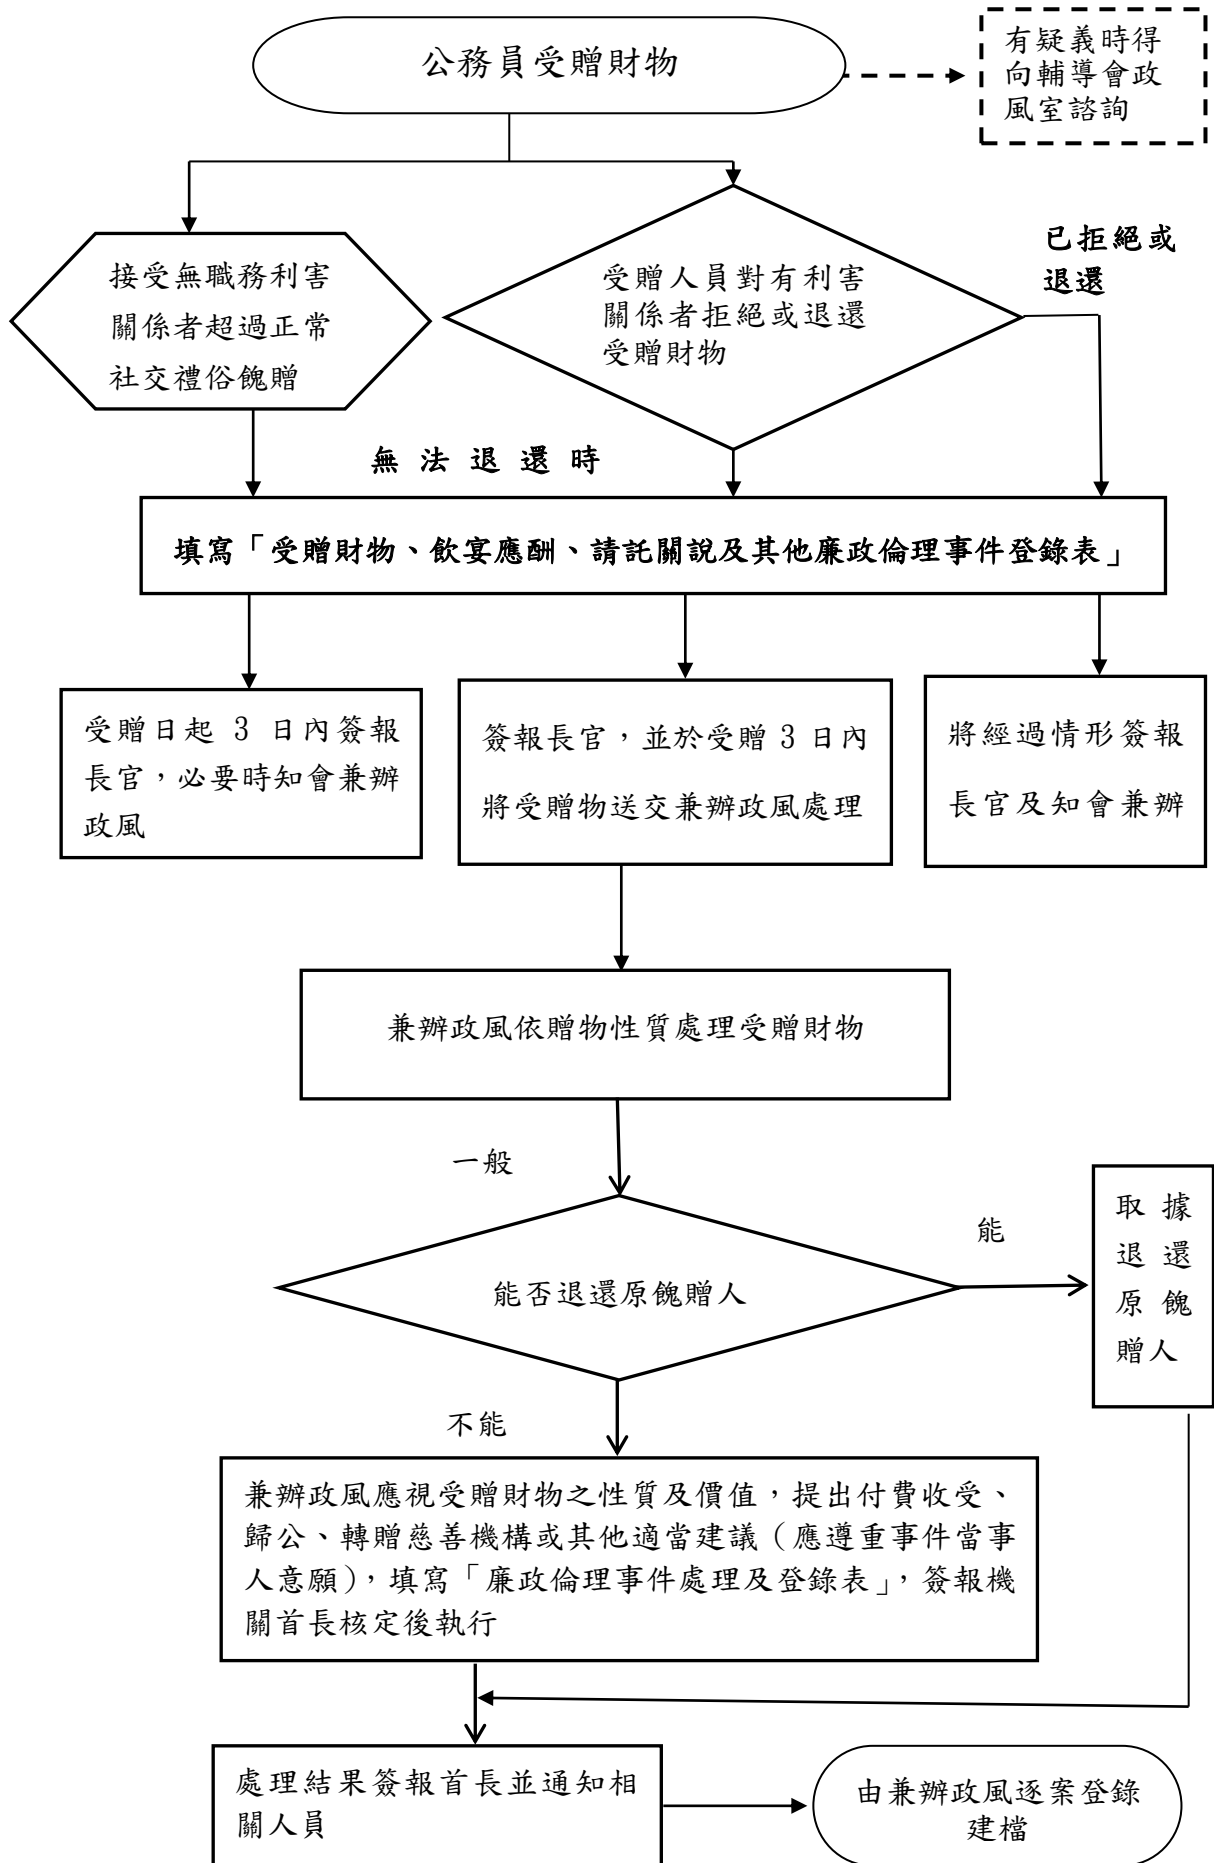 公務員受贈財物
有疑義時得
向輔導會政
風室諮詢
接受無職務利害
關係者超過正常
社交禮俗餽贈
受贈人員對有利害
關係者拒絕或退還
受贈財物
已拒絕或
退還
無法退還時
填寫「受贈財物、飲宴應酬、請託關說及其他廉政倫理事件登錄表」
受贈日起 3 日內簽報
長官，必要時知會兼辦
政風
簽報長官，並於受贈 3 日內
將受贈物送交兼辦政風處理
將經過情形簽報
長官及知會兼辦
兼辦政風依贈物性質處理受贈財物
一般
能否退還原餽贈人
能
取據
退還
原餽
贈人
不能
兼辦政風應視受贈財物之性質及價值，提出付費收受、
歸公、轉贈慈善機構或其他適當建議（應遵重事件當事
人意願），填寫「廉政倫理事件處理及登錄表」，簽報機
關首長核定後執行
處理結果簽報首長並通知相
關人員
由兼辦政風逐案登錄
建檔